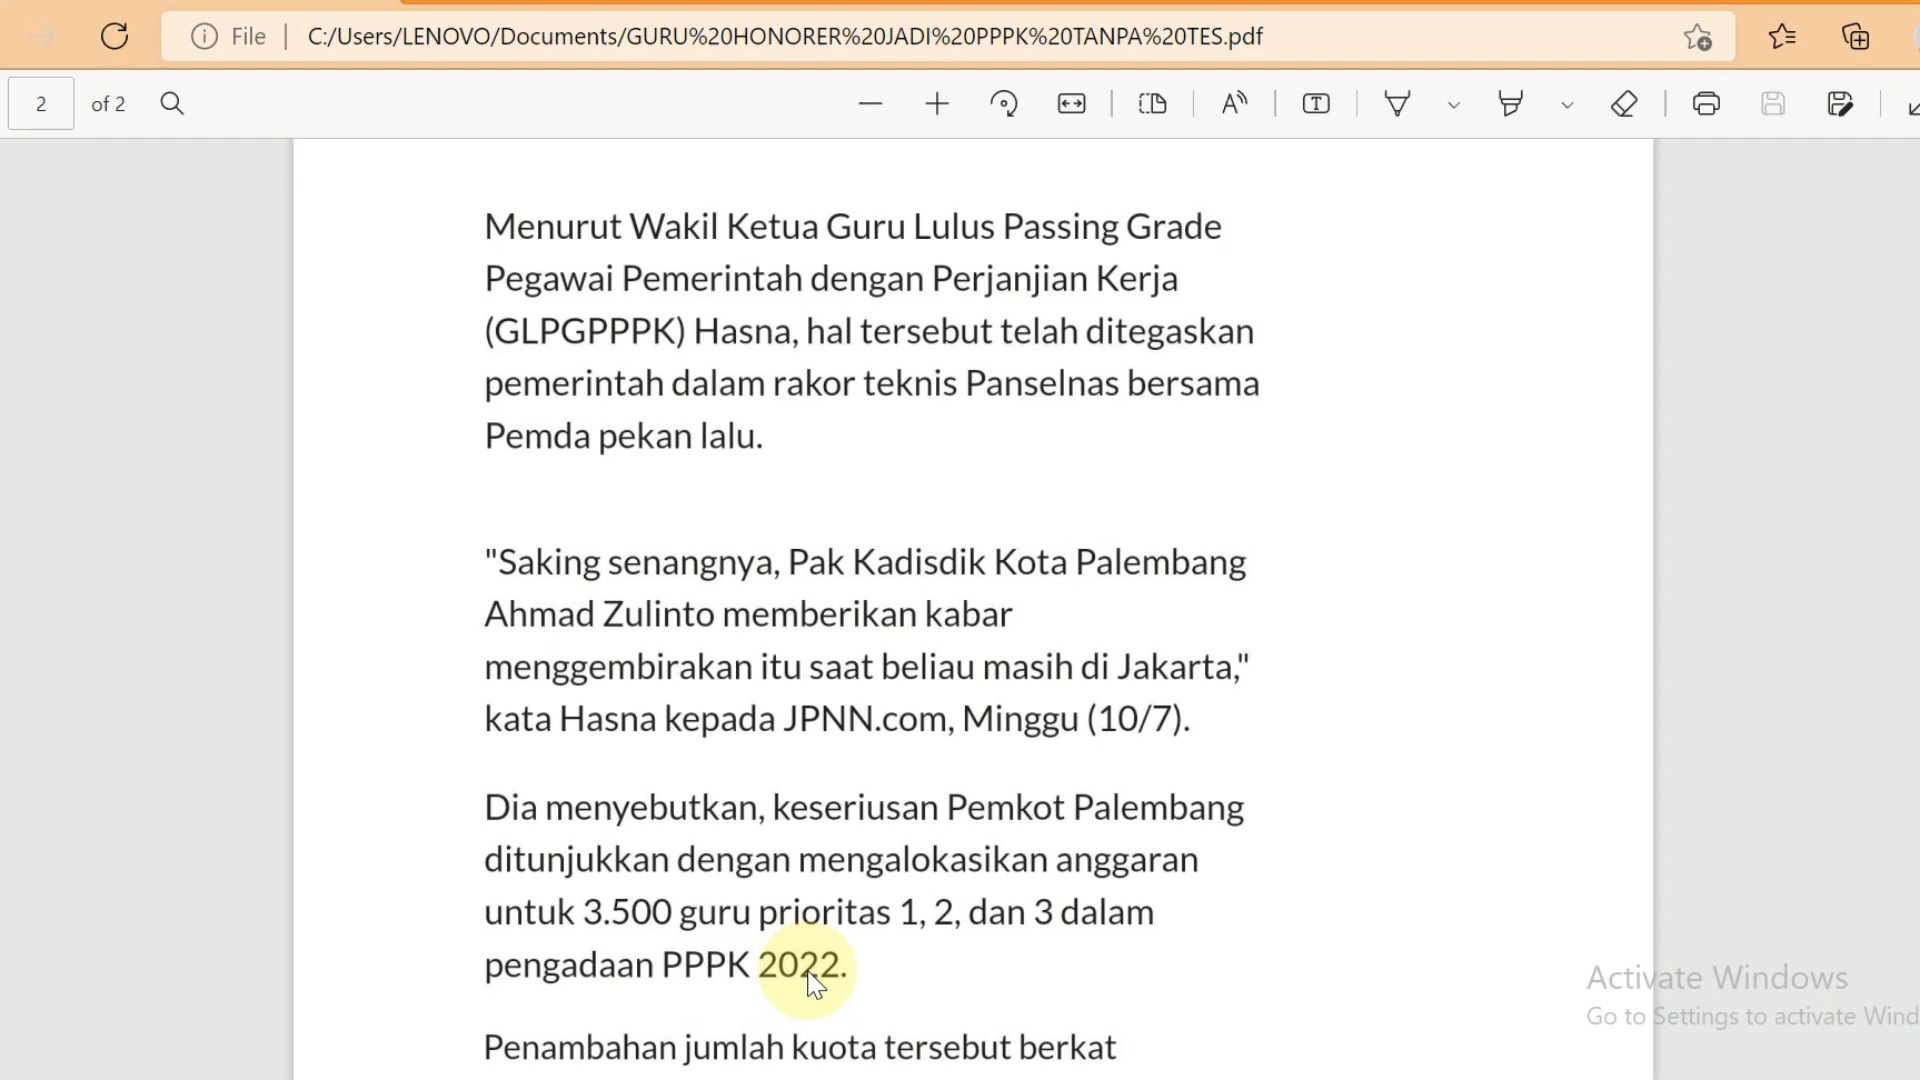 File | C:/Users/LENOVO/Documents/GURU%20HONORER%20JADI%20PPPK%20TANPA%20TES.pdf
2 of 2
Menurut Wakil Ketua Guru Lulus Passing Grade
Pegawai Pemerintah dengan Perjanjian Kerja
(GLPGPPPK) Hasna, hal tersebut telah ditegaskan
pemerintah dalam rakor teknis Panselnas bersama
Pemda pekan lalu.
"Saking senangnya, Pak Kadisdik Kota Palembang
Ahmad Zulinto memberikan kabar
menggembirakan itu saat beliau masih di Jakarta,"
kata Hasna kepada JPNN.com, Minggu (10/7).
Dia menyebutkan, keseriusan Pemkot Palembang
ditunjukkan dengan mengalokasikan anggaran
untuk 3.500 guru prioritas 1, 2, dan 3 dalam
pengadaan PPPK 2022.
Penambahan jumlah kuota tersebut berkat
Activate Windows
Go to Settings to activate Wind